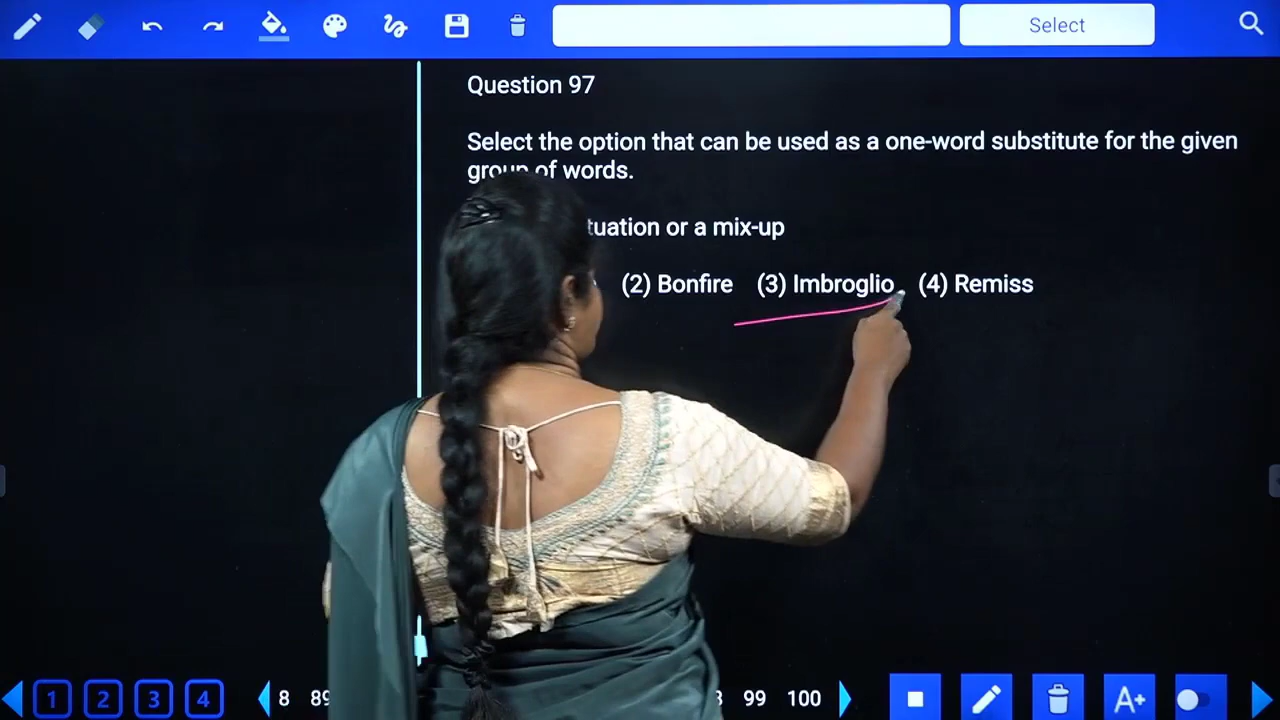 Select
Question 97
Select the option that can be used as a one-word substitute for the given
group of words.
or a mix-up
(2) Bonfire (3) Imbroglio (4) Remiss
1 2 3 4 8 99 100 A+